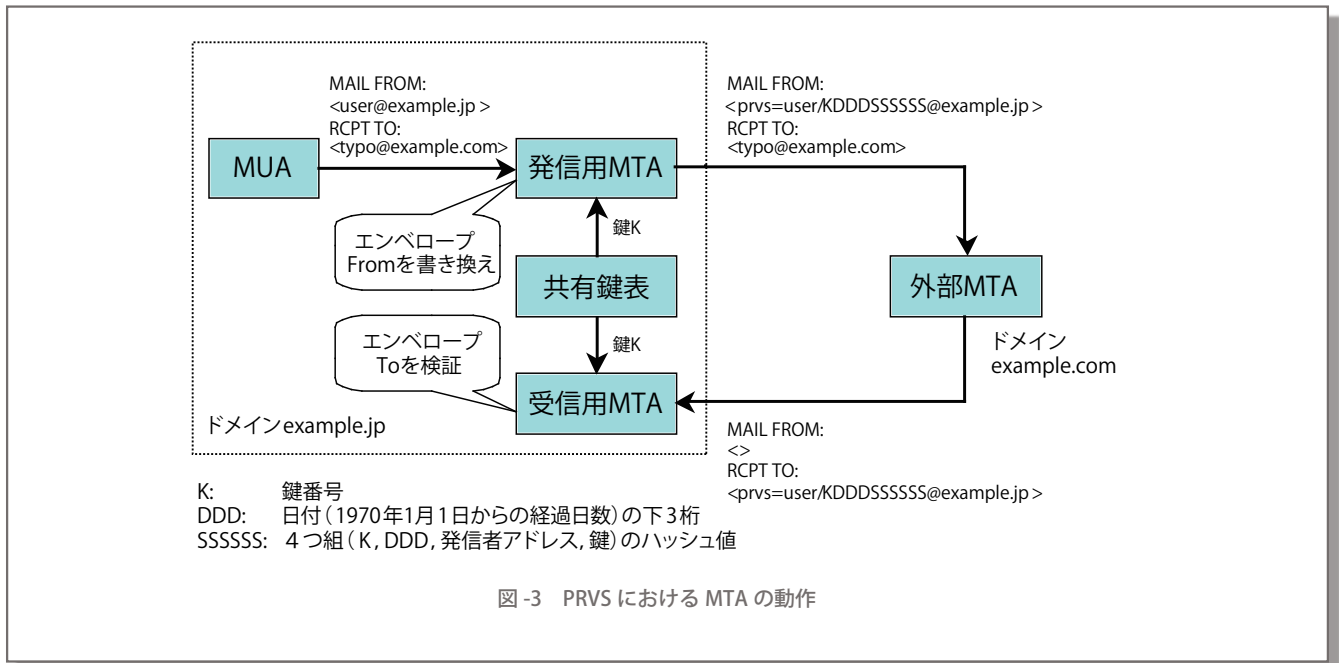 MAIL FROM:
<user@example.jp >
RCPT TO:
<typo@example.com>
MAIL FROM:
<prvs=user/KDDDSSSSSS@example.jp >
RCPT TO:
<typo@example.com>
MUA
発信用MTA
エンベロープ
Fromを書き換え
鍵K
共有鍵表
外部MTA
鍵K
エンベロープ
Toを検証
ドメイン
example.com
受信用MTA
ドメインexample.jp
MAIL FROM:
<>
RCPT TO:
<prvs=user/KDDDSSSSSS@example.jp >
K: 鍵番号
DDD: 日付（1970年1月1日からの経過日数）の下3桁
SSSSSS: 4つ組（K, DDD, 発信者アドレス, 鍵）のハッシュ値
図-3 PRVS における MTA の動作